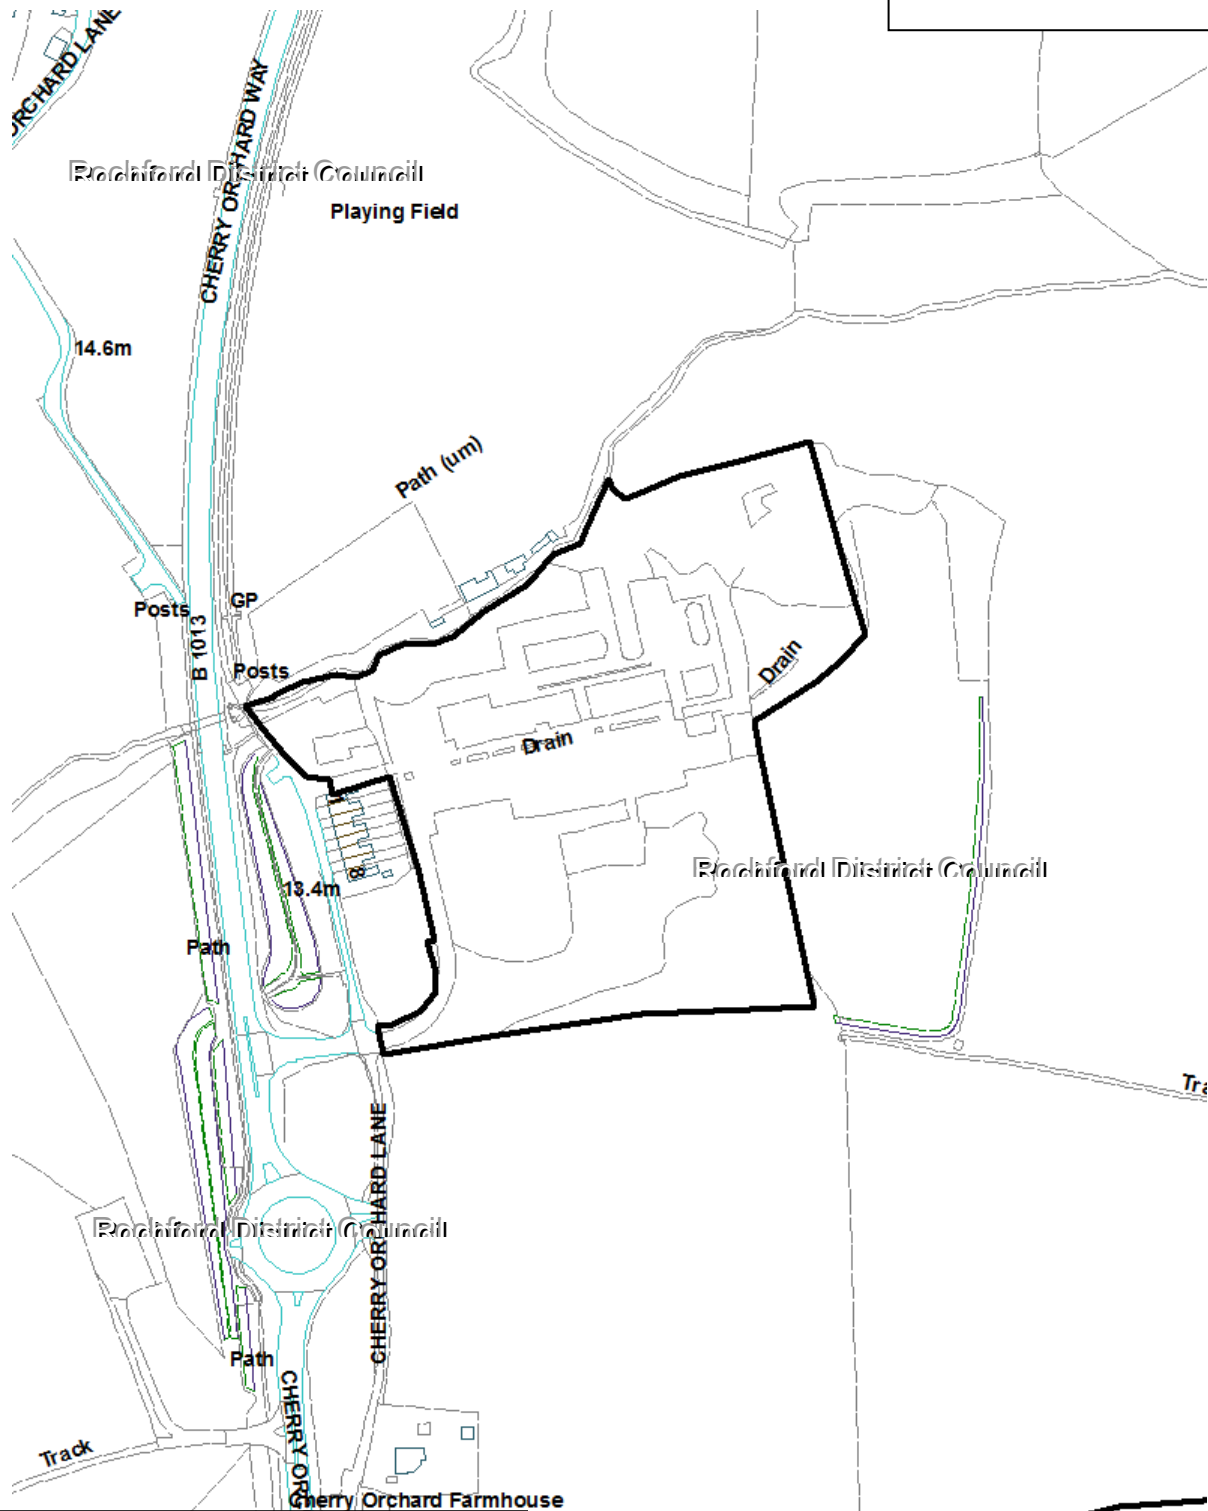 ORCHARD LANE
CHERRY ORCHARD WAY
Rochford District Council
Playing Field
14.6m
Path (um)
Posts
GP
B 1013
Posts
Drain
Drain
1
8
13.4m
Rochford District Council
Path
Tra
CHERRY ORCHARD LANE
Rochford District Council
Path
CHERRY ORC
Track
Cherry Orchard Farmhouse